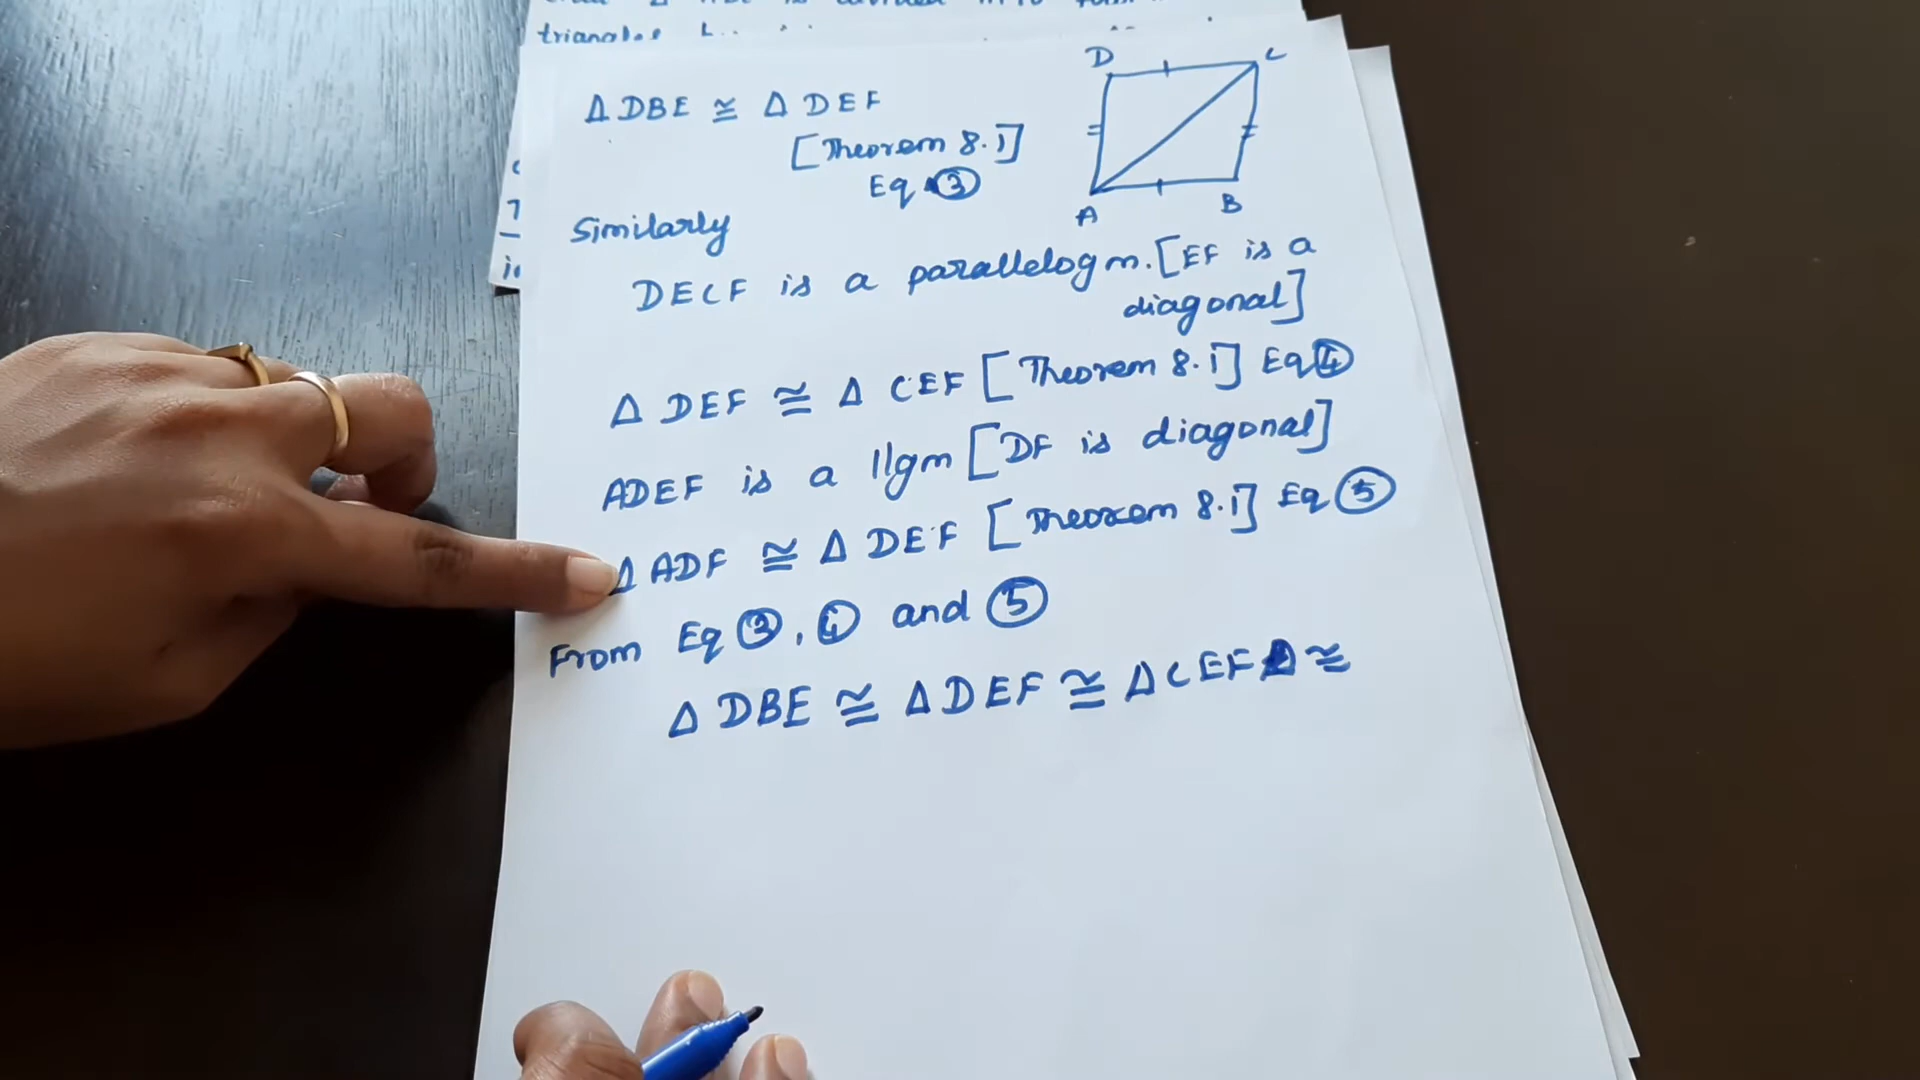 triangles
D C
Δ DBE ≅ Δ DEF
[Theorem 8.1]
Eq ③
A B
Similarly
DECF is a parallelogm. [EF is a
diagonal]
Δ DEF ≅ Δ CEF [Theorem 8.1] Eq ④
ADEF is a ||gm [DF is diagonal]
Δ ADF ≅ Δ DEF [Theorem 8.1] Eq ⑤
From Eq ③, ④ and ⑤
Δ DBE ≅ Δ DEF ≅ Δ CEF ≅